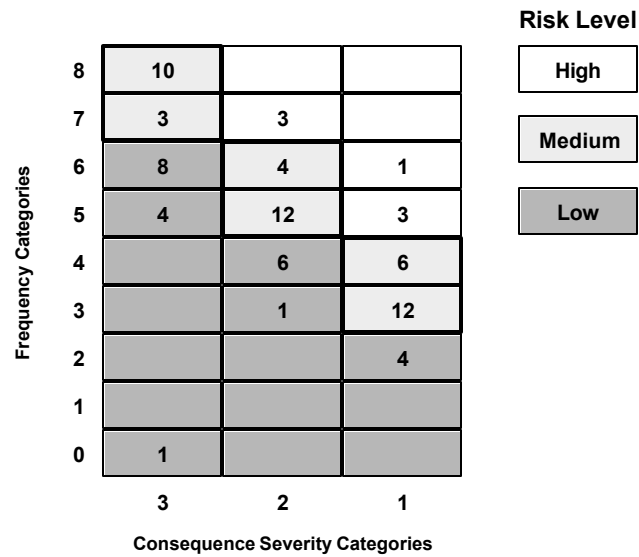 Risk Level
High
Medium
Low
Frequency Categories
8 10
7 3 3
6 8 4 1
5 4 12 3
4 6 6
3 1 12
2 4
1
0 1
3 2 1
Consequence Severity Categories